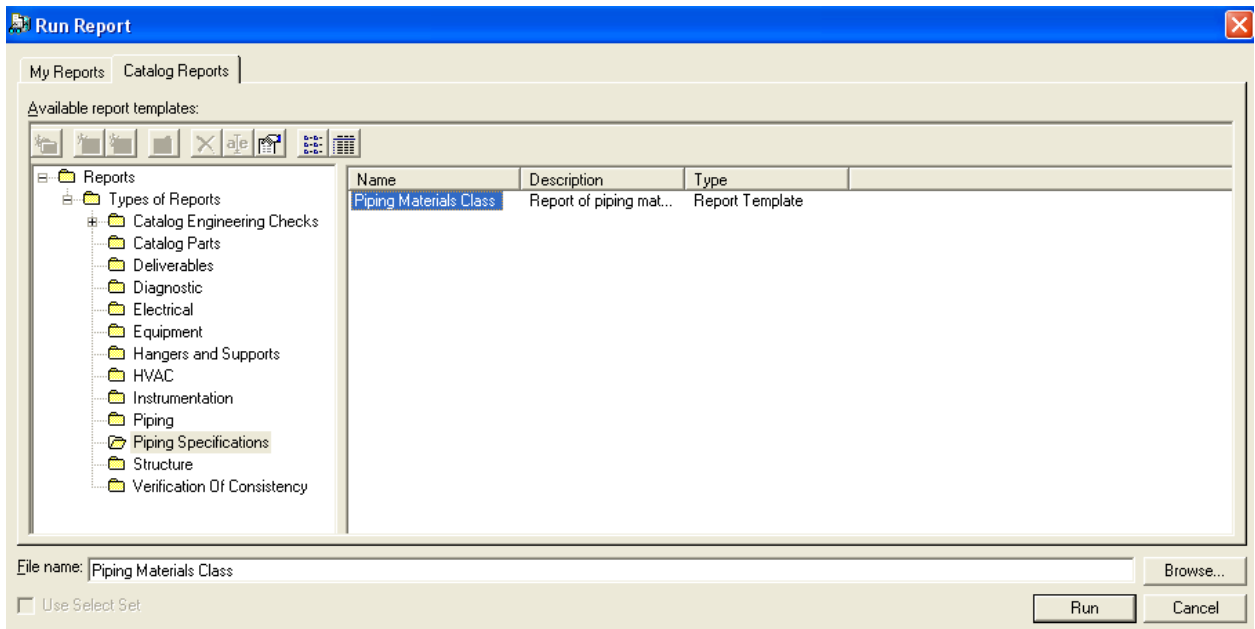 Run Report
My Reports Catalog Reports
Available report templates:
a|e
Reports
Types of Reports
Catalog Engineering Checks
Catalog Parts
Deliverables
Diagnostic
Electrical
Equipment
Hangers and Supports
HVAC
Instrumentation
Piping
Piping Specifications
Structure
Verification Of Consistency
Name Description Type
Piping Materials Class Report of piping mat... Report Template
File name: Piping Materials Class Browse...
Use Select Set Run Cancel